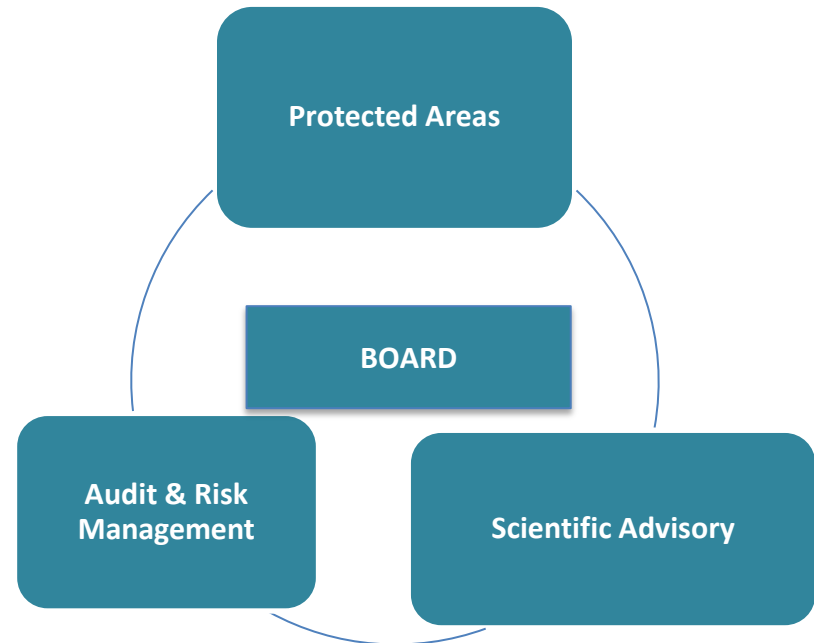 Protected Areas
BOARD
Audit & Risk
Management
Scientific Advisory